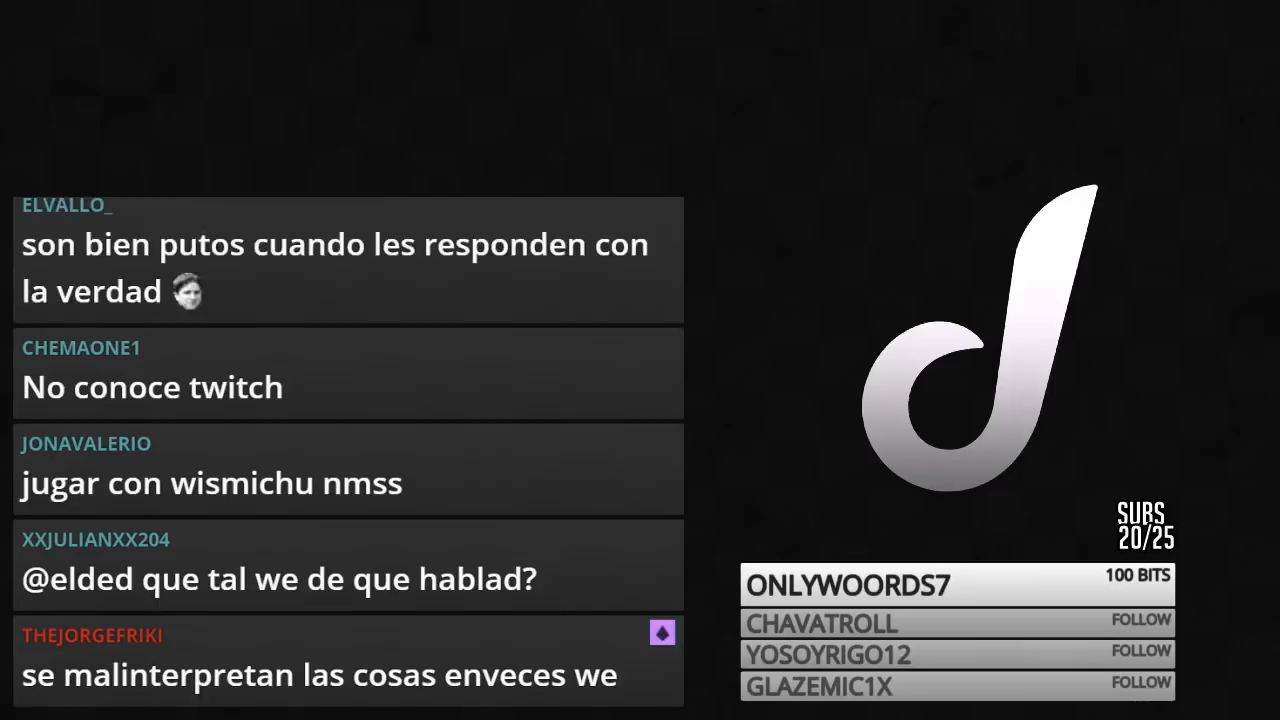 ELVALLO_
son bien putos cuando les responden con
la verdad
CHEMAONE1
No conoce twitch
JONAVALERIO
jugar con wismichu nmss
XXJULIANXX204
@elded que tal we de que hablad?
THEJORGEFRIKI
se malinterpretan las cosas enveces we
SUBS
20/25
ONLYWOORDS7 100 BITS
CHAVATROLL FOLLOW
YOSOYRIGO12 FOLLOW
GLAZEMIC1X FOLLOW